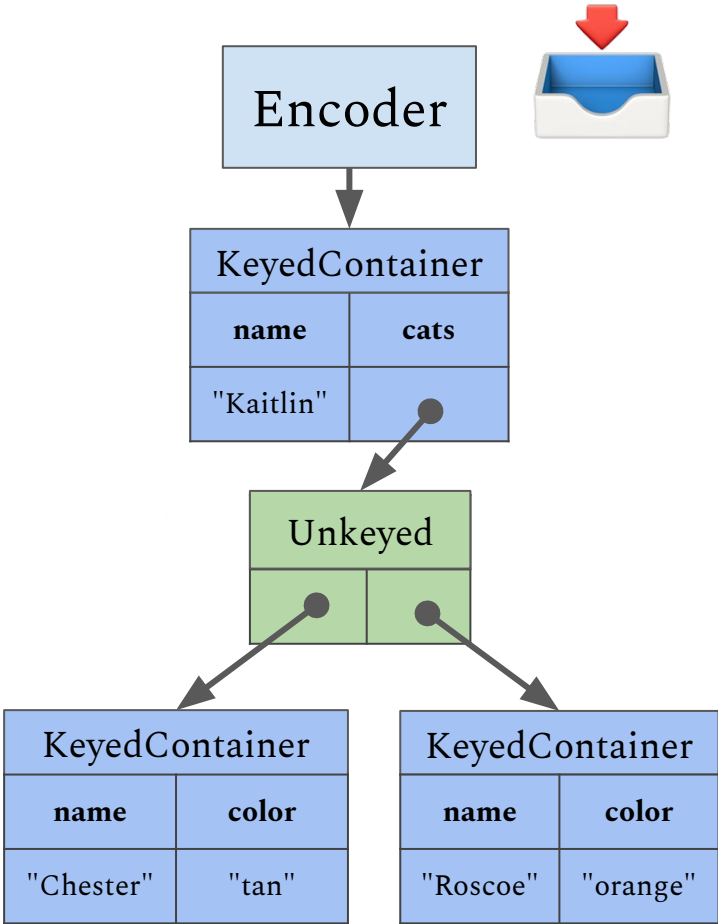 Encoder
KeyedContainer
name cats
"Kaitlin"
Unkeyed
KeyedContainer
name color
"Chester" "tan"
KeyedContainer
name color
"Roscoe" "orange"